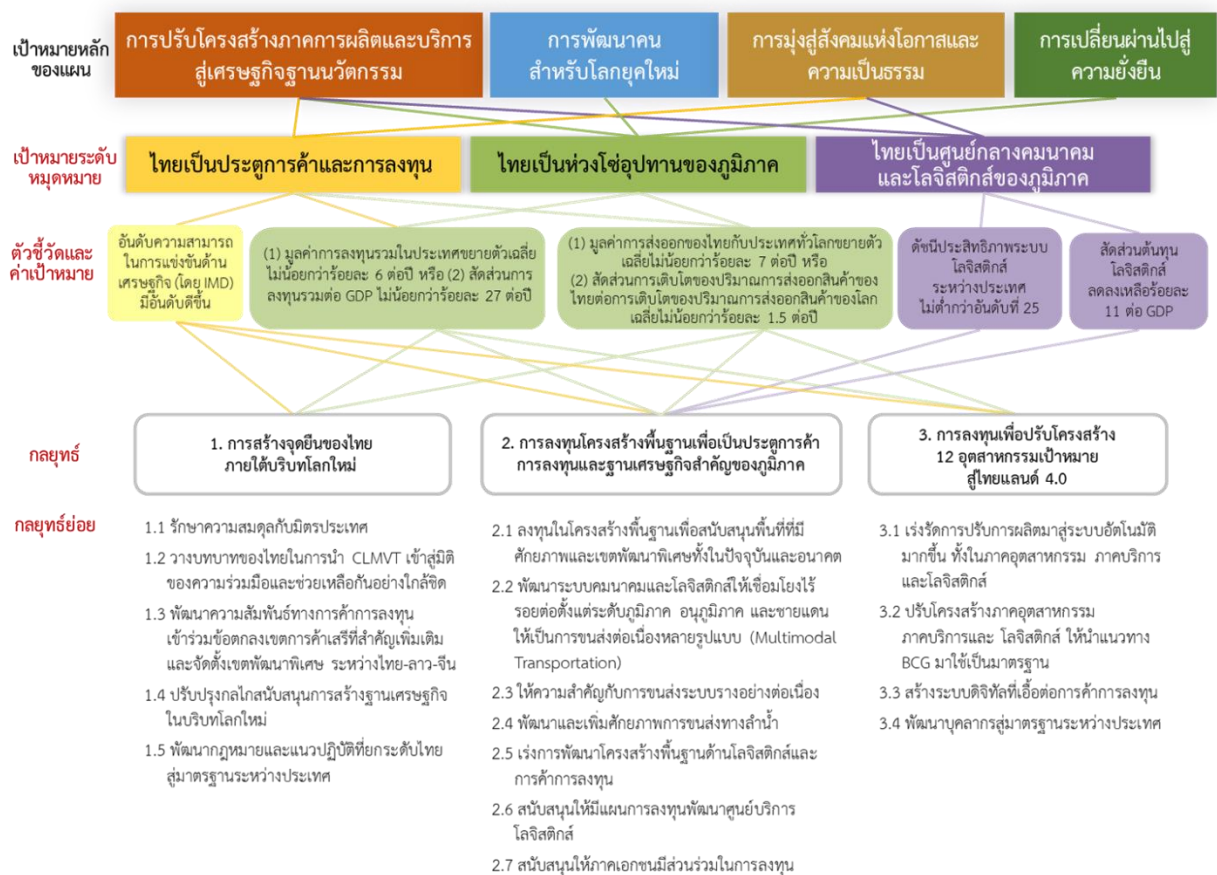 เป้าหมายหลัก
ของแผน
การปรับโครงสร้างภาคการผลิตและบริการ
สู่เศรษฐกิจฐานนวัตกรรม
การพัฒนาคน
สำหรับโลกยุคใหม่
การมุ่งสู่สังคมแห่งโอกาสและ
ความเป็นธรรม
การเปลี่ยนผ่านไปสู่
ความยั่งยืน
เป้าหมายระดับ
หมุดหมาย
ไทยเป็นประตูการค้าและการลงทุน
ไทยเป็นห่วงโซ่อุปทานของภูมิภาค
ไทยเป็นศูนย์กลางคมนาคม
และโลจิสติกส์ของภูมิภาค
ตัวชี้วัดและ
ค่าเป้าหมาย
อันดับความสามารถ
ในการแข่งขันด้าน
เศรษฐกิจ (โดย IMD)
มีอันดับดีขึ้น
(1) มูลค่าการลงทุนรวมในประเทศขยายตัวเฉลี่ย
ไม่น้อยกว่าร้อยละ 6 ต่อปี หรือ (2) สัดส่วนการ
ลงทุนรวมต่อ GDP ไม่น้อยกว่าร้อยละ 27 ต่อปี
(1) มูลค่าการส่งออกของไทยกับประเทศทั่วโลกขยายตัว
เฉลี่ยไม่น้อยกว่าร้อยละ 7 ต่อปี หรือ
(2) สัดส่วนการเติบโตของปริมาณการส่งออกสินค้าของ
ไทยต่อการเติบโตของปริมาณการส่งออกสินค้าของโลก
เฉลี่ยไม่น้อยกว่าร้อยละ 1.5 ต่อปี
ดัชนีประสิทธิภาพระบบ
โลจิสติกส์
ระหว่างประเทศ
ไม่ต่ำกว่าอันดับที่ 25
สัดส่วนต้นทุน
โลจิสติกส์
ลดลงเหลือร้อยละ
11 ต่อ GDP
กลยุทธ์
1. การสร้างจุดยืนของไทย
ภายใต้บริบทโลกใหม่
2. การลงทุนโครงสร้างพื้นฐานเพื่อเป็นประตูการค้า
การลงทุนและฐานเศรษฐกิจสำคัญของภูมิภาค
3. การลงทุนเพื่อปรับโครงสร้าง
12 อุตสาหกรรมเป้าหมาย
สู่ไทยแลนด์ 4.0
กลยุทธ์ย่อย
1.1 รักษาความสมดุลกับมิตรประเทศ
1.2 วางบทบาทของไทยในการนำ CLMVT เข้าสู่มิติ
ของความร่วมมือและช่วยเหลือกันอย่างใกล้ชิด
1.3 พัฒนาความสัมพันธ์ทางการค้าการลงทุน
เข้าร่วมข้อตกลงเขตการค้าเสรีที่สำคัญเพิ่มเติม
และจัดตั้งเขตพัฒนาพิเศษ ระหว่างไทย-ลาว-จีน
1.4 ปรับปรุงกลไกสนับสนุนการสร้างฐานเศรษฐกิจ
ในบริบทโลกใหม่
1.5 พัฒนากฎหมายและแนวปฏิบัติที่ยกระดับไทย
สู่มาตรฐานระหว่างประเทศ
2.1 ลงทุนในโครงสร้างพื้นฐานเพื่อสนับสนุนพื้นที่ที่มี
ศักยภาพและเขตพัฒนาพิเศษทั้งในปัจจุบันและอนาคต
2.2 พัฒนาระบบคมนาคมและโลจิสติกส์ให้เชื่อมโยงไร้
รอยต่อตั้งแต่ระดับภูมิภาค อนุภูมิภาค และชายแดน
ให้เป็นการขนส่งต่อเนื่องหลายรูปแบบ (Multimodal
Transportation)
2.3 ให้ความสำคัญกับการขนส่งระบบรางอย่างต่อเนื่อง
2.4 พัฒนาและเพิ่มศักยภาพการขนส่งทางลำน้ำ
2.5 เร่งการพัฒนาโครงสร้างพื้นฐานด้านโลจิสติกส์และ
การค้าการลงทุน
2.6 สนับสนุนให้มีแผนการลงทุนพัฒนาศูนย์บริการ
โลจิสติกส์
2.7 สนับสนุนให้ภาคเอกชนมีส่วนร่วมในการลงทุน
3.1 เร่งรัดการปรับการผลิตมาสู่ระบบอัตโนมัติ
มากขึ้น ทั้งในภาคอุตสาหกรรม ภาคบริการ
และโลจิสติกส์
3.2 ปรับโครงสร้างภาคอุตสาหกรรม
ภาคบริการและ โลจิสติกส์ ให้นำแนวทาง
BCG มาใช้เป็นมาตรฐาน
3.3 สร้างระบบดิจิทัลที่เอื้อต่อการค้าการลงทุน
3.4 พัฒนาบุคลากรสู่มาตรฐานระหว่างประเทศ